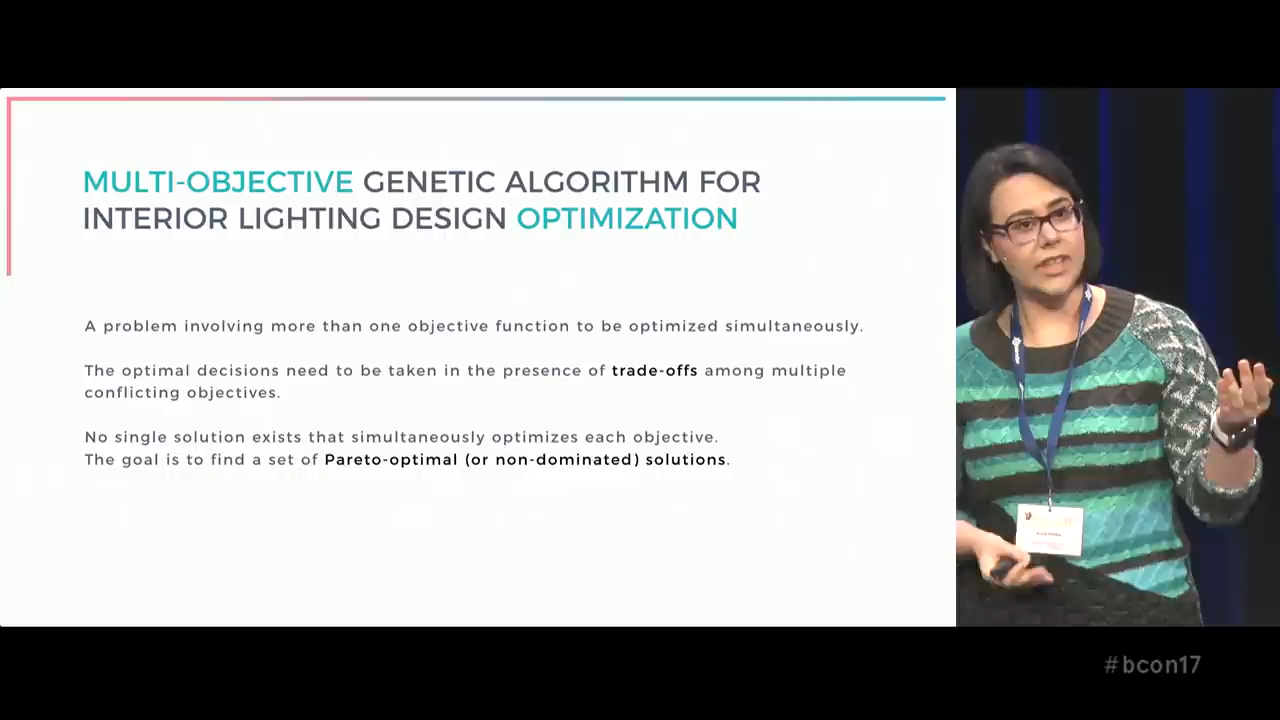 MULTI-OBJECTIVE GENETIC ALGORITHM FOR
INTERIOR LIGHTING DESIGN OPTIMIZATION
A problem involving more than one objective function to be optimized simultaneously.
The optimal decisions need to be taken in the presence of trade-offs among multiple
conflicting objectives.
No single solution exists that simultaneously optimizes each objective.
The goal is to find a set of Pareto-optimal (or non-dominated) solutions.
#bcon17